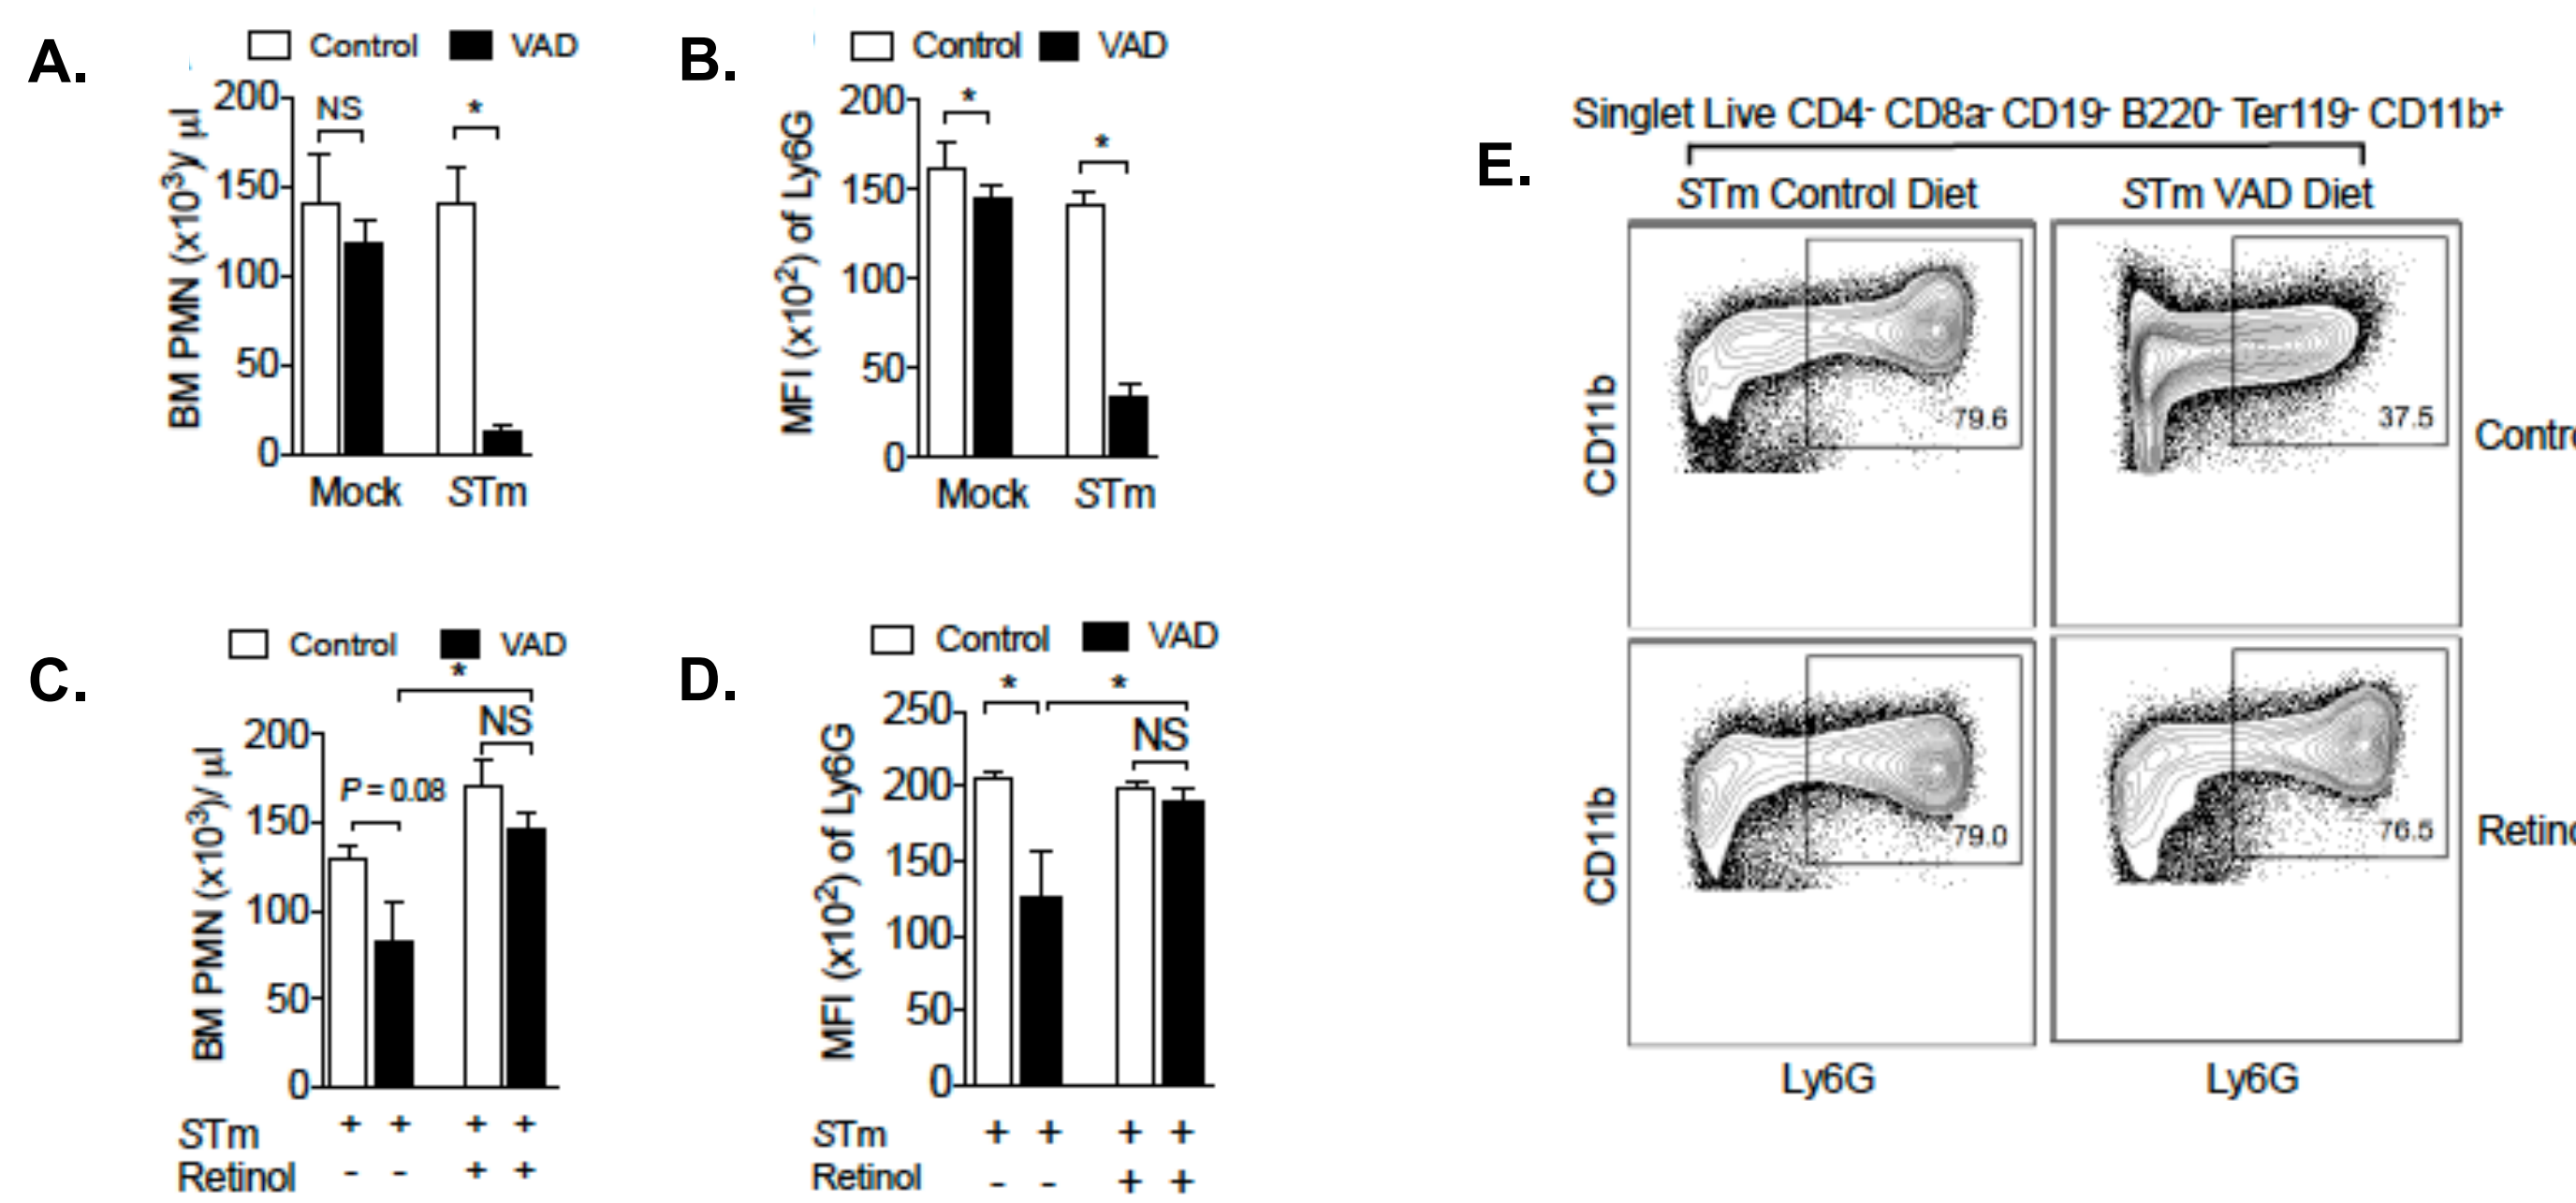 A.
Control VAD
BM PMN (x10³)/ µl
200
150
100
50
0
NS
*
Mock STm
B.
Control VAD
MFI (x10²) of Ly6G
200
150
100
50
0
*
*
Mock STm
C.
Control VAD
BM PMN (x10³)/ µl
200
150
100
50
0
*
NS
P = 0.08
STm + + + +
Retinol - - + +
D.
Control VAD
MFI (x10²) of Ly6G
250
200
150
100
50
0
* *
NS
STm + + + +
Retinol - - + +
E.
Singlet Live CD4- CD8a- CD19- B220- Ter119- CD11b+
STm Control Diet STm VAD Diet
CD11b
79.6
37.5
Contro
CD11b
79.0
76.5
Retino
Ly6G Ly6G